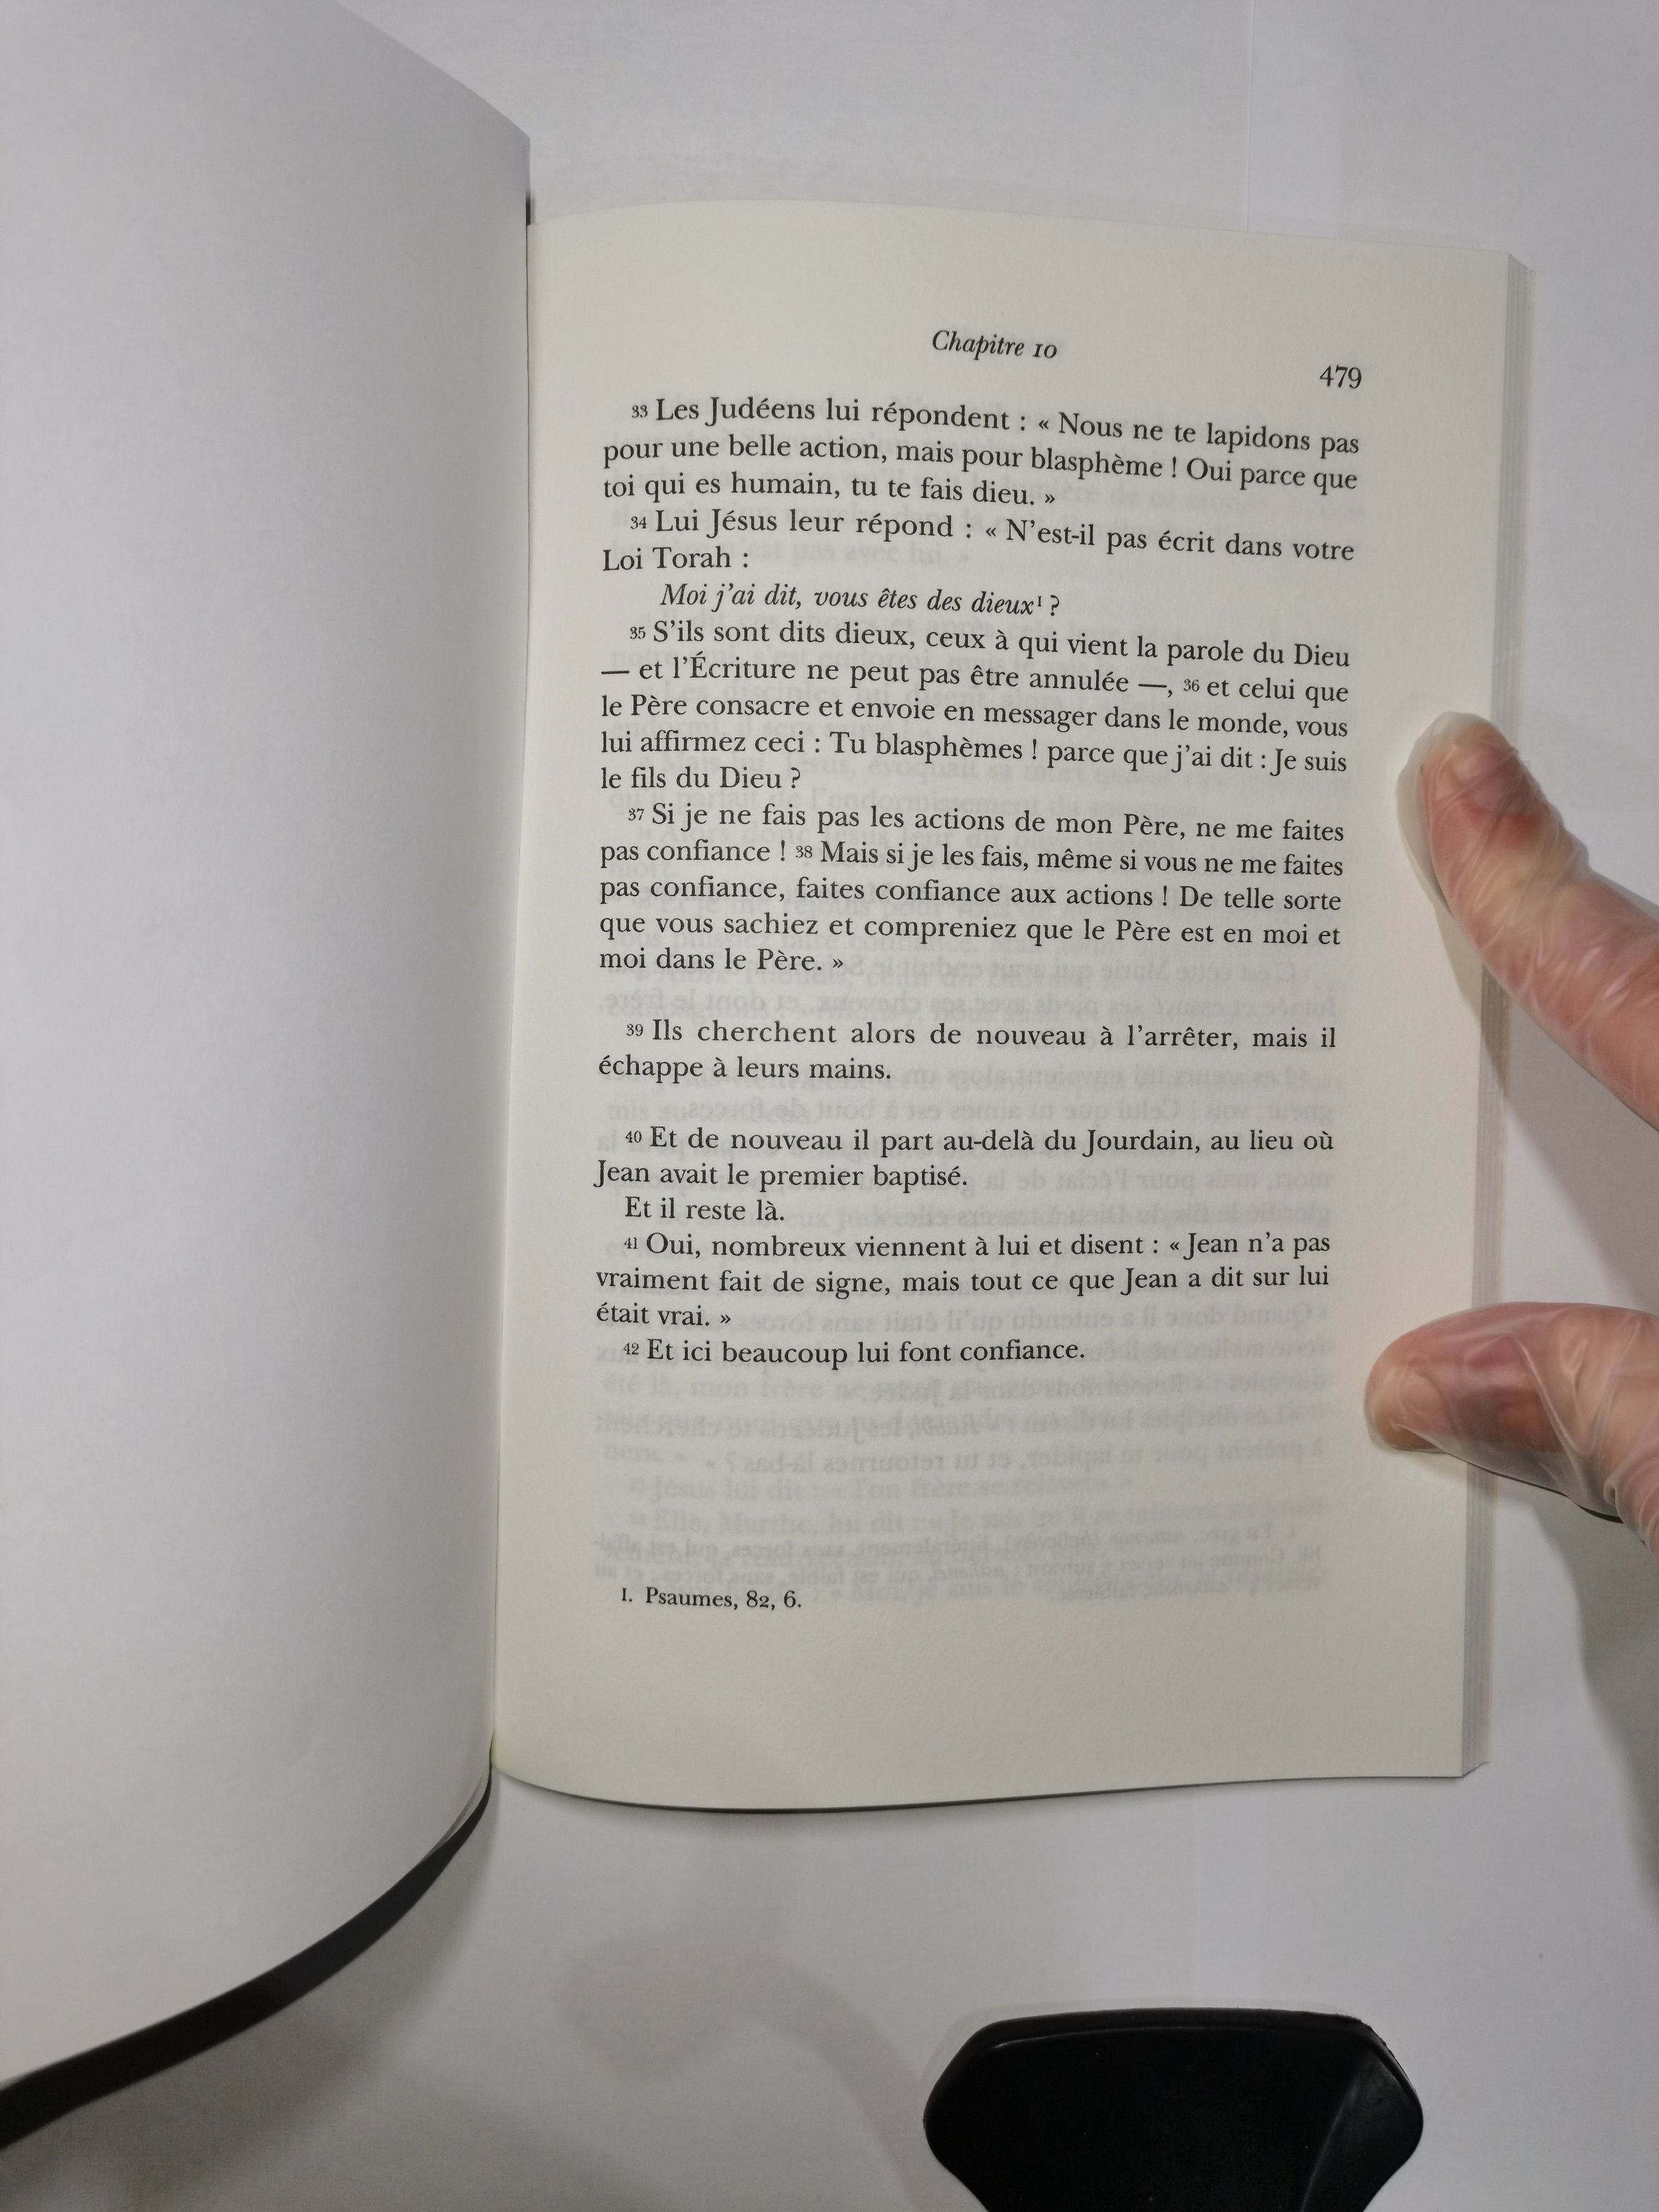 Chapitre 10
479
33 Les Judéens lui répondent : « Nous ne te lapidons pas
pour une belle action, mais pour blasphème ! Oui parce que
toi qui es humain, tu te fais dieu. »
34 Lui Jésus leur répond : « N'est-il pas écrit dans votre
Loi Torah :
Moi j'ai dit, vous êtes des dieux1 ?
35 S'ils sont dits dieux, ceux à qui vient la parole du Dieu
— et l'Écriture ne peut pas être annulée —, 36 et celui que
le Père consacre et envoie en messager dans le monde, vous
lui affirmez ceci : Tu blasphèmes ! parce que j'ai dit : Je suis
le fils du Dieu ?
37 Si je ne fais pas les actions de mon Père, ne me faites
pas confiance ! 38 Mais si je les fais, même si vous ne me faites
pas confiance, faites confiance aux actions ! De telle sorte
que vous sachiez et compreniez que le Père est en moi et
moi dans le Père. »
39 Ils cherchent alors de nouveau à l'arrêter, mais il
échappe à leurs mains.
40 Et de nouveau il part au-delà du Jourdain, au lieu où
Jean avait le premier baptisé.
Et il reste là.
41 Oui, nombreux viennent à lui et disent : « Jean n'a pas
vraiment fait de signe, mais tout ce que Jean a dit sur lui
était vrai. »
42 Et ici beaucoup lui font confiance.
1. Psaumes, 82, 6.